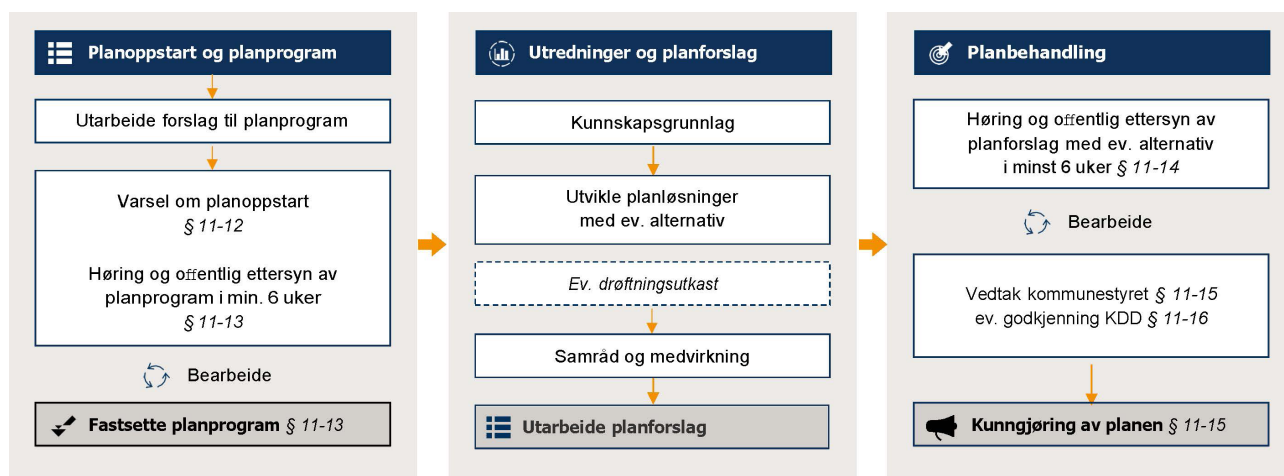 Planoppstart og planprogram
Utarbeide forslag til planprogram
Varsel om planoppstart
§ 11-12
Høring og offentlig ettersyn av
planprogram i min. 6 uker
§ 11-13
Bearbeide
Fastsette planprogram § 11-13
Utredninger og planforslag
Kunnskapsgrunnlag
Utvikle planløsninger
med ev. alternativ
Ev. drøftningsutkast
Samråd og medvirkning
Utarbeide planforslag
Planbehandling
Høring og offentlig ettersyn av
planforslag med ev. alternativ
i minst 6 uker § 11-14
Bearbeide
Vedtak kommunestyret § 11-15
ev. godkjenning KDD § 11-16
Kunngjøring av planen § 11-15